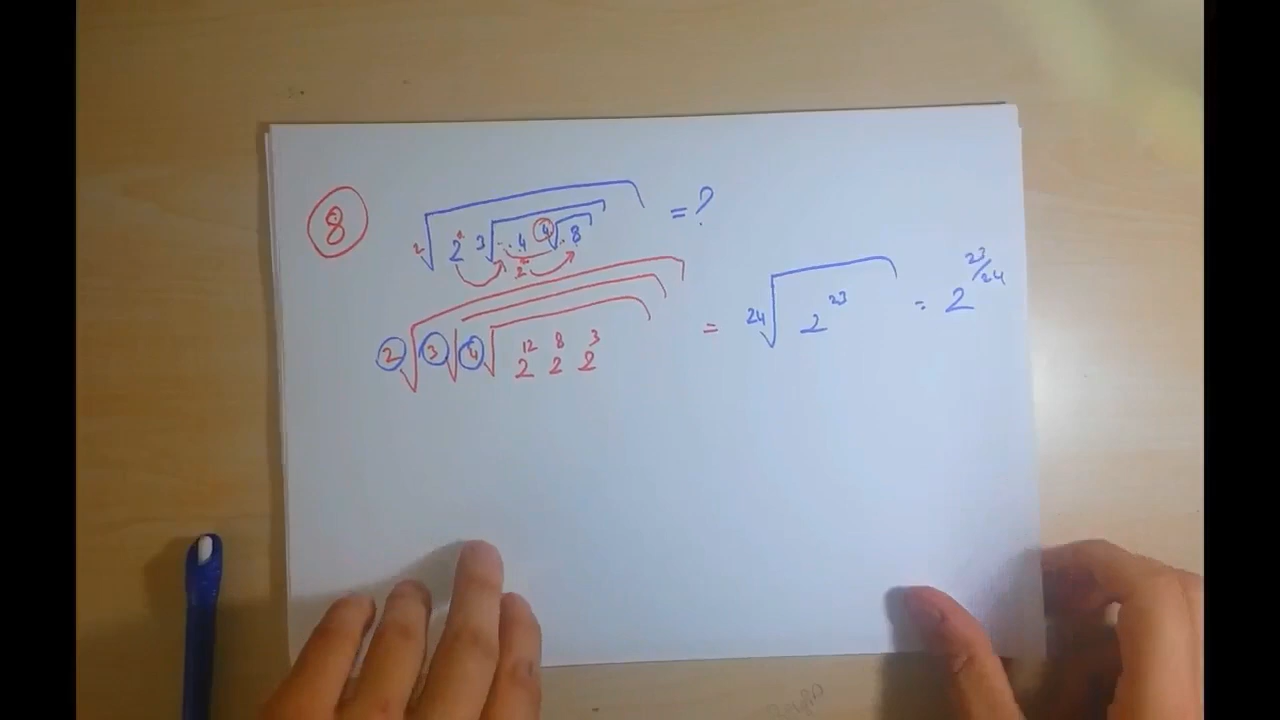 8
²√(2 ³√(4 ⁴√8)) = ?
2√3√4√(2¹² 2⁸ 2³) = ²⁴√(2²³) = 2^(23/24)